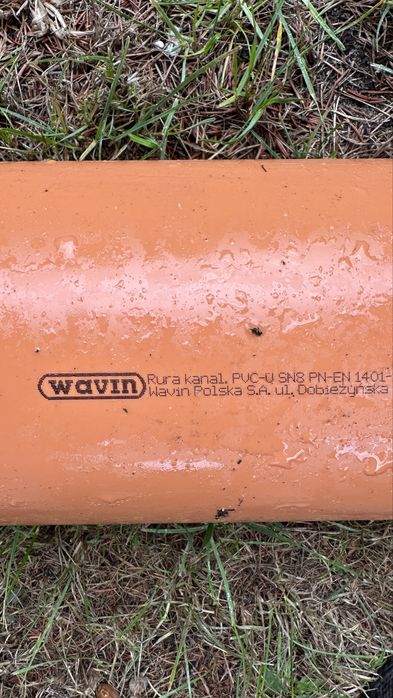 wavin
Rura kanal. PVC-U SN8 PN-EN 1401-
Wavin Polska S.A. ul. Dobieżyńska